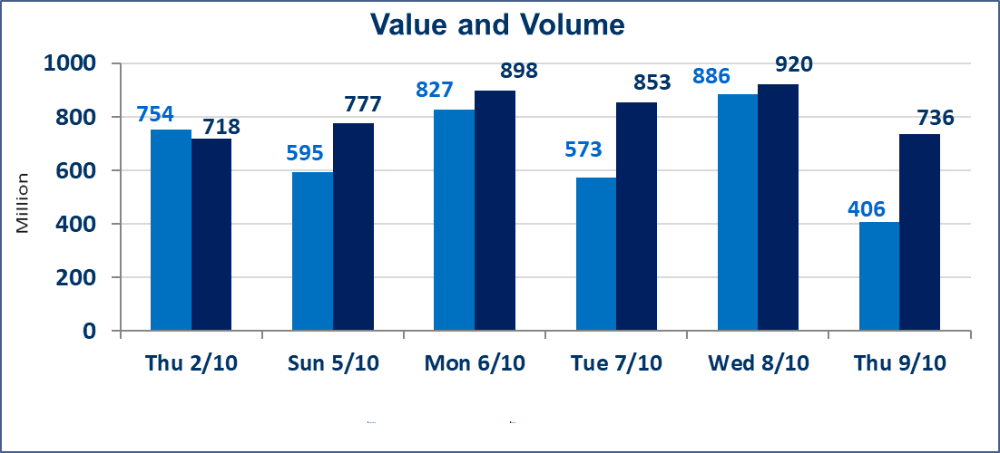 Value and Volume
1000
800
600
400
200
0
Million
754
718
595
777
827
898
573
853
886
920
406
736
Thu 2/10
Sun 5/10
Mon 6/10
Tue 7/10
Wed 8/10
Thu 9/10